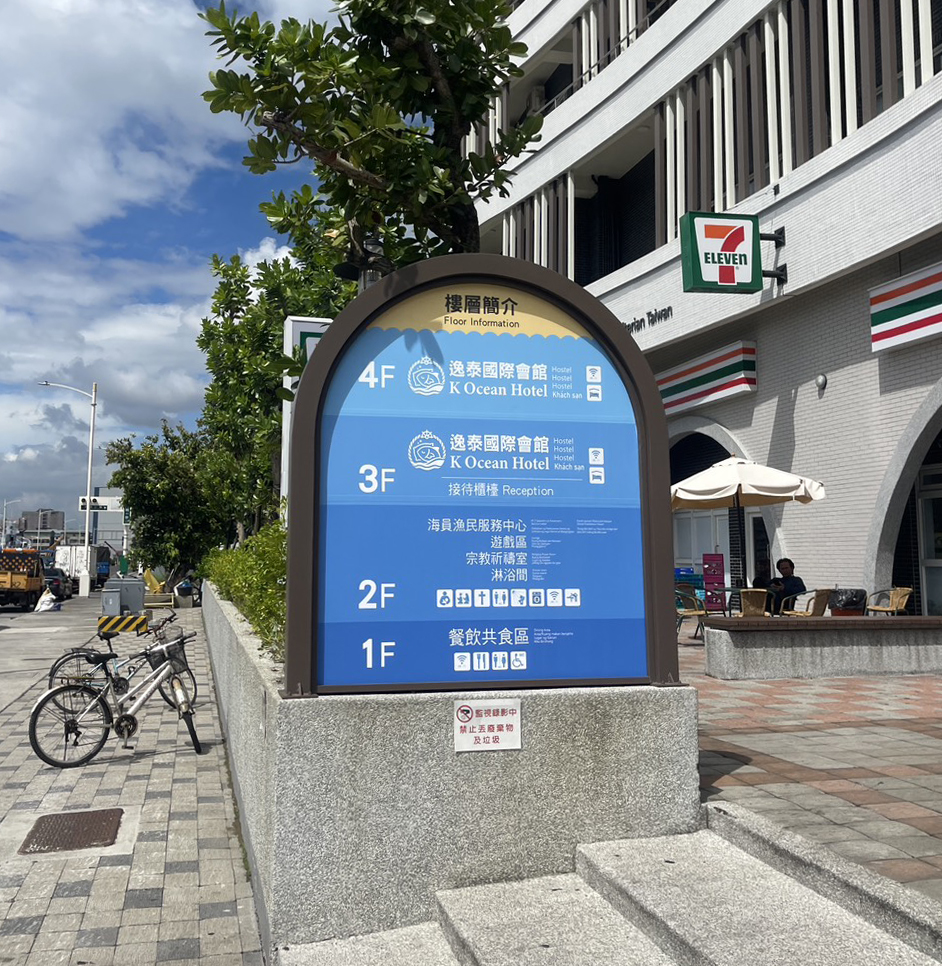 樓層簡介
Floor Information
4F
逸泰國際會館
K Ocean Hotel
Hostel
Hostel
Hostel
Khách sạn
3F
逸泰國際會館
K Ocean Hotel
Hostel
Hostel
Hostel
Khách sạn
接待櫃檯 Reception
海員漁民服務中心
遊戲區
宗教祈禱室
淋浴間
2F
1F
餐飲共食區
監視錄影中
禁止丟廢棄物
及垃圾
7
ELEVEN
Taiwan